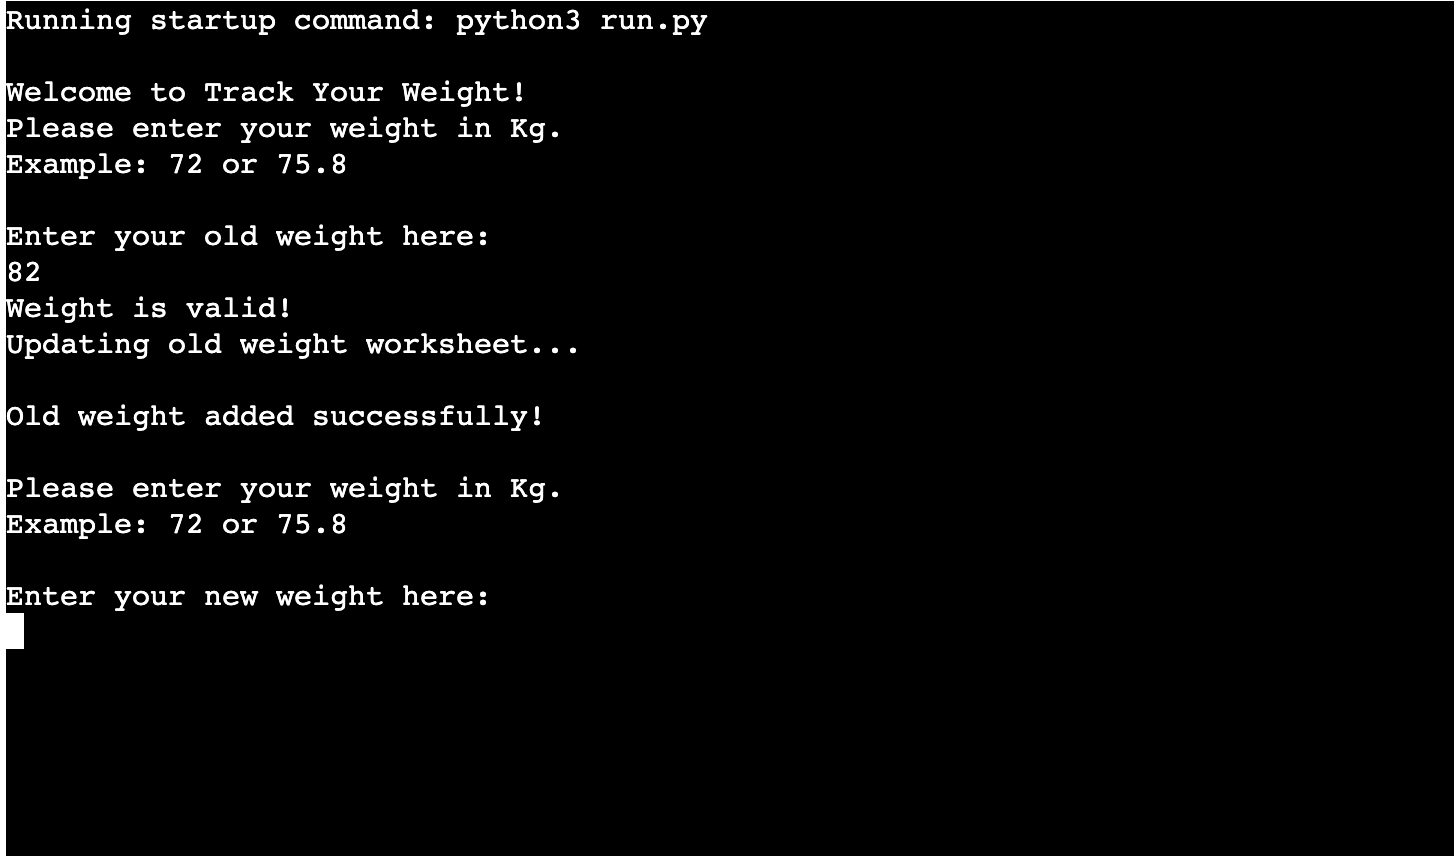 Running startup command: python3 run.py
Welcome to Track Your Weight!
Please enter your weight in Kg.
Example: 72 or 75.8
Enter your old weight here:
82
Weight is valid!
Updating old weight worksheet...
Old weight added successfully!
Please enter your weight in Kg.
Example: 72 or 75.8
Enter your new weight here: